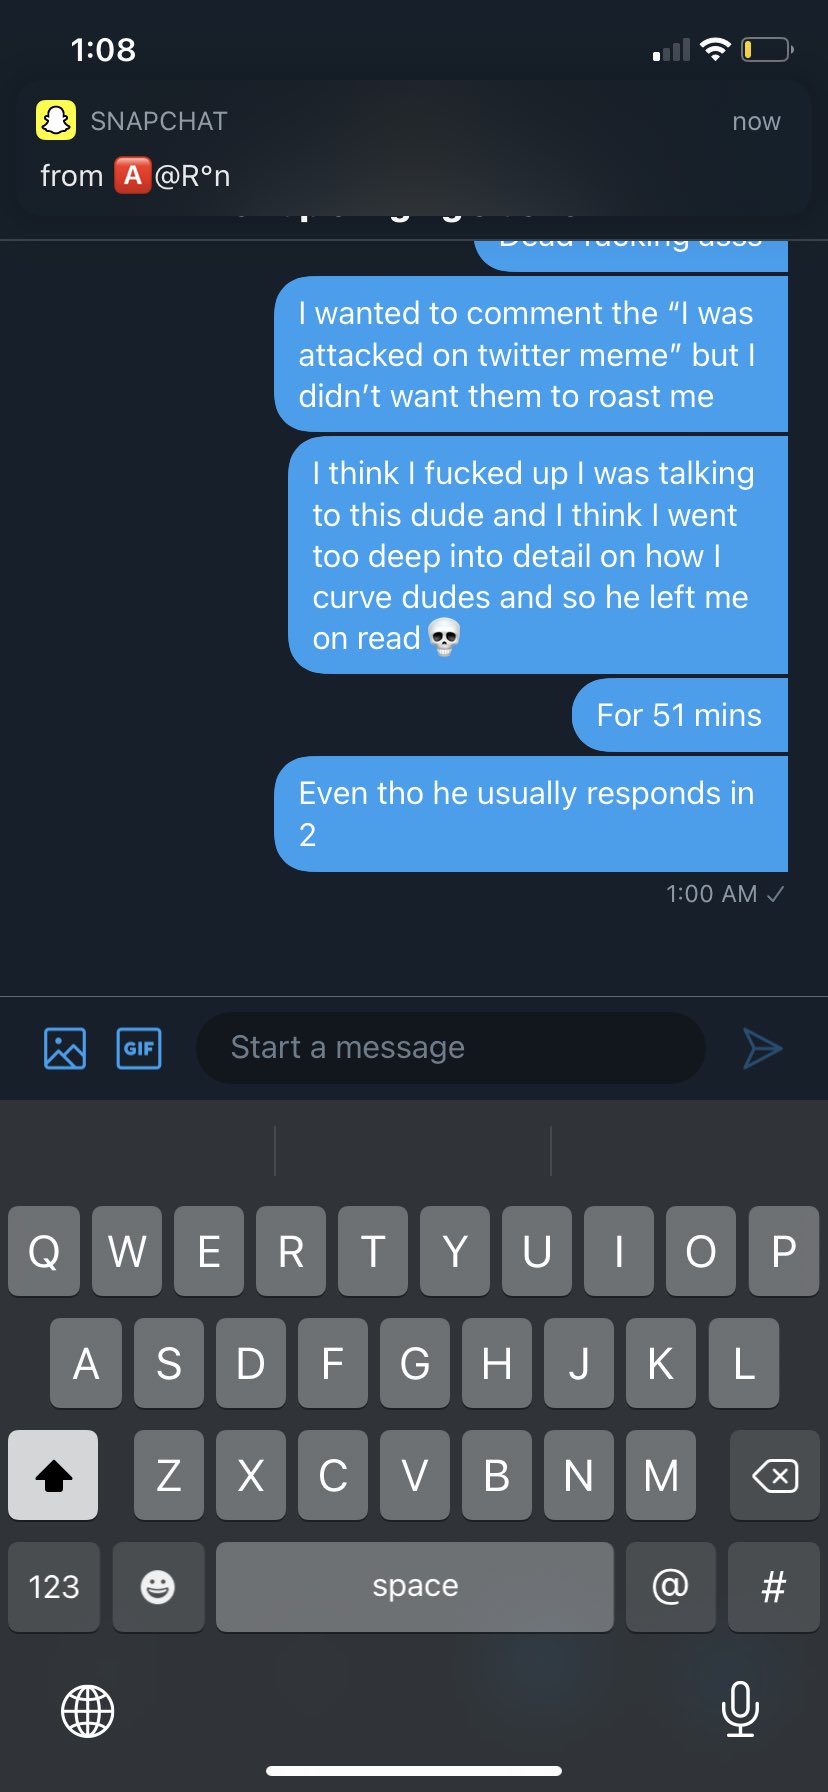 1:08
SNAPCHAT now
from 🅰️@R°n
Dead fucking asss
I wanted to comment the “I was
attacked on twitter meme” but I
didn’t want them to roast me
I think I fucked up I was talking
to this dude and I think I went
too deep into detail on how I
curve dudes and so he left me
on read💀
For 51 mins
Even tho he usually responds in
2
1:00 AM ✓
GIF Start a message
Q W E R T Y U I O P
A S D F G H J K L
Z X C V B N M
123 space @ #